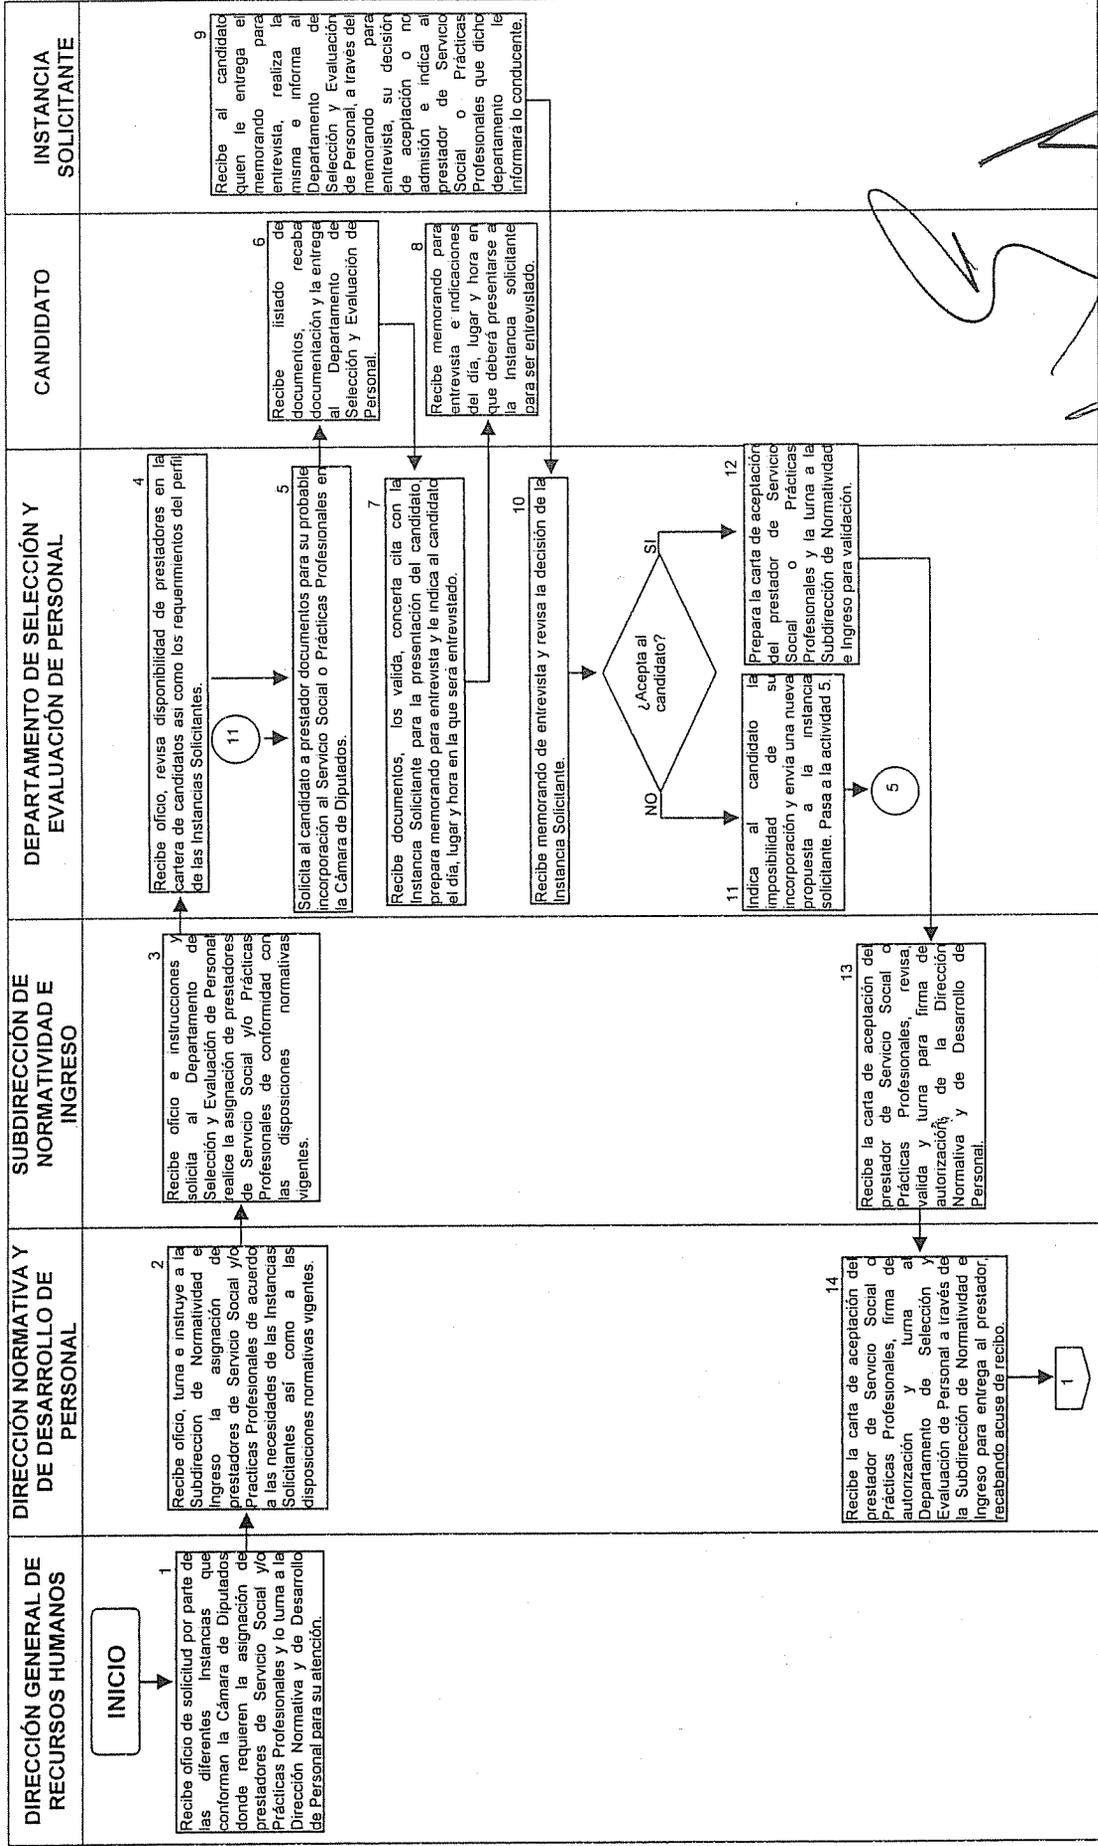 DIRECCIÓN GENERAL DE
RECURSOS HUMANOS
DIRECCIÓN NORMATIVA Y
DE DESARROLLO DE
PERSONAL
SUBDIRECCIÓN DE
NORMATIVIDAD E
INGRESO
DEPARTAMENTO DE SELECCIÓN Y
EVALUACIÓN DE PERSONAL
CANDIDATO
INSTANCIA
SOLICITANTE
INICIO
1
Recibe oficio de solicitud por parte de
las diferentes Instancias que
conforman la Cámara de Diputados
donde requieren la asignación de
prestadores de Servicio Social y/o
Prácticas Profesionales y lo turna a la
Dirección Normativa y de Desarrollo
de Personal para su atención.
2
Recibe oficio, turna e instruye a la
Subdirección de Normatividad e
Ingreso la asignación de
prestadores de Servicio Social y/o
Practicas Profesionales de acuerdo
a las necesidades de las Instancias
Solicitantes así como a las
disposiciones normativas vigentes.
3
Recibe oficio e instrucciones y
solicita al Departamento de
Selección y Evaluación de Personal
realice la asignación de prestadores
de Servicio Social y/o Prácticas
Profesionales de conformidad con
las disposiciones normativas
vigentes.
4
Recibe oficio, revisa disponibilidad de prestadores en la
cartera de candidatos así como los requerimientos del perfil
de las Instancias Solicitantes.
11
5
Solicita al candidato a prestador documentos para su probable
incorporación al Servicio Social o Prácticas Profesionales en
la Cámara de Diputados.
6
Recibe listado de
documentos, recaba
documentación y la entrega
al Departamento de
Selección y Evaluación de
Personal.
7
Recibe documentos, los valida, concerta cita con la
Instancia Solicitante para la presentación del candidato,
prepara memorando para entrevista y le indica al candidato
el día, lugar y hora en la que será entrevistado.
8
Recibe memorando para
entrevista e indicaciones
del día, lugar y hora en
que deberá presentarse a
la Instancia solicitante
para ser entrevistado.
9
Recibe al candidato
quien le entrega el
memorando para
entrevista, realiza la
misma e informa al
Departamento de
Selección y Evaluación
de Personal, a través del
memorando para
entrevista, su decisión
de aceptación o no
admisión e indica al
prestador de Servicio
Social o Prácticas
Profesionales que dicho
departamento le
informará lo conducente.
10
Recibe memorando de entrevista y revisa la decisión de la
Instancia Solicitante.
¿Acepta al
candidato?
NO
SI
11
Indica al candidato la
imposibilidad de su
incorporación y envía una nueva
propuesta a la instancia
solicitante. Pasa a la actividad 5.
5
12
Prepara la carta de aceptación
del prestador de Servicio
Social o Prácticas
Profesionales y la turna a la
Subdirección de Normatividad
e Ingreso para validación.
13
Recibe la carta de aceptación del
prestador de Servicio Social o
Prácticas Profesionales, revisa,
valida y turna para firma de
autorización, de la Dirección
Normativa y de Desarrollo de
Personal.
14
Recibe la carta de aceptación del
prestador de Servicio Social o
Prácticas Profesionales, firma de
autorización y turna al
Departamento de Selección y
Evaluación de Personal a través de
la Subdirección de Normatividad e
Ingreso para entrega al prestador,
recabando acuse de recibo.
1